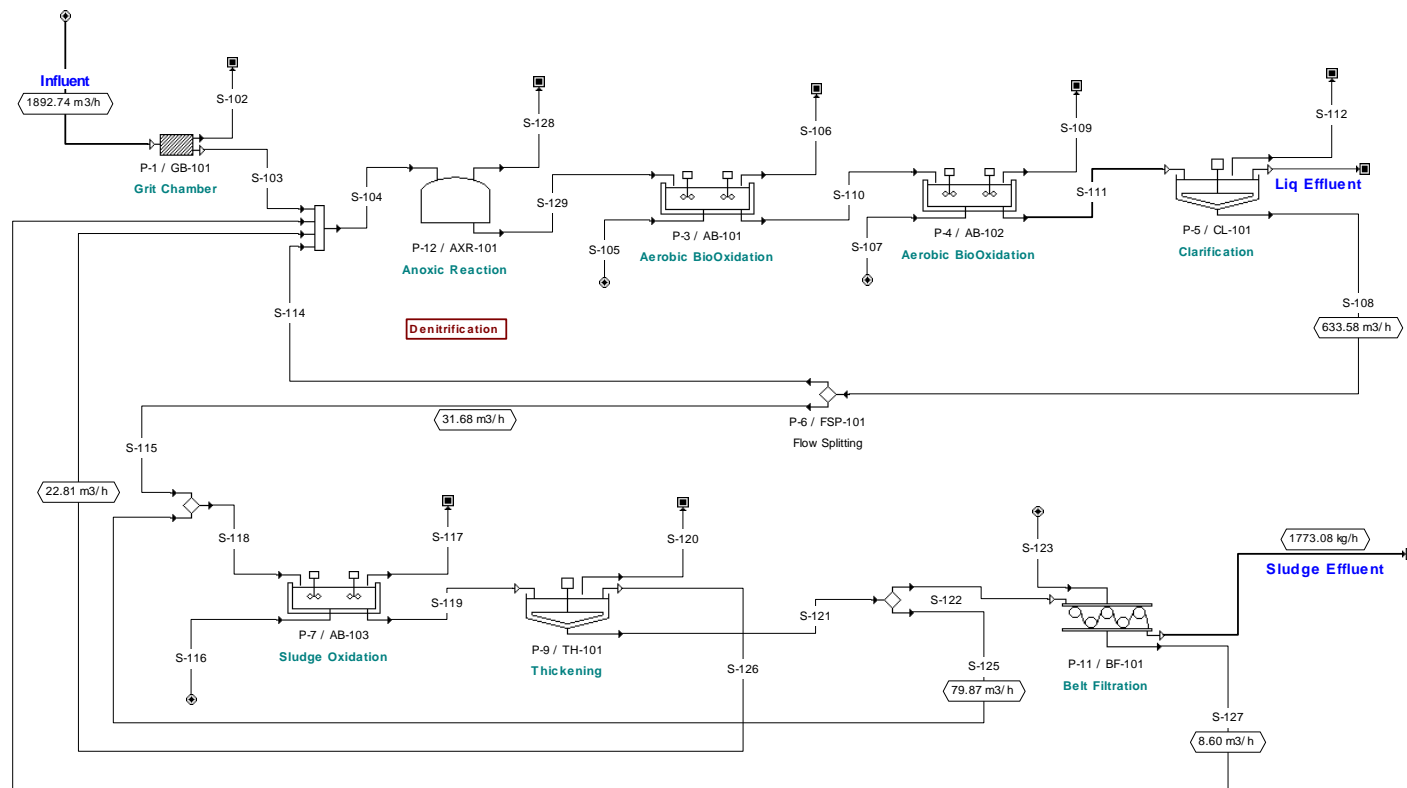 Influent
1892.74 m3/h
S-102
P-1 / GB-101
Grit Chamber
S-103
S-104
S-128
P-12 / AXR-101
Anoxic Reaction
S-129
Denitrification
S-105
S-106
P-3 / AB-101
Aerobic BioOxidation
S-110
S-107
S-109
P-4 / AB-102
Aerobic BioOxidation
S-111
S-112
Liq Effluent
P-5 / CL-101
Clarification
S-108
633.58 m3/h
S-114
P-6 / FSP-101
Flow Splitting
31.68 m3/h
S-115
22.81 m3/h
S-118
S-117
P-7 / AB-103
Sludge Oxidation
S-116
S-119
S-120
P-9 / TH-101
Thickening
S-126
S-121
S-122
S-125
79.87 m3/h
S-123
P-11 / BF-101
Belt Filtration
1773.08 kg/h
Sludge Effluent
S-127
8.60 m3/h